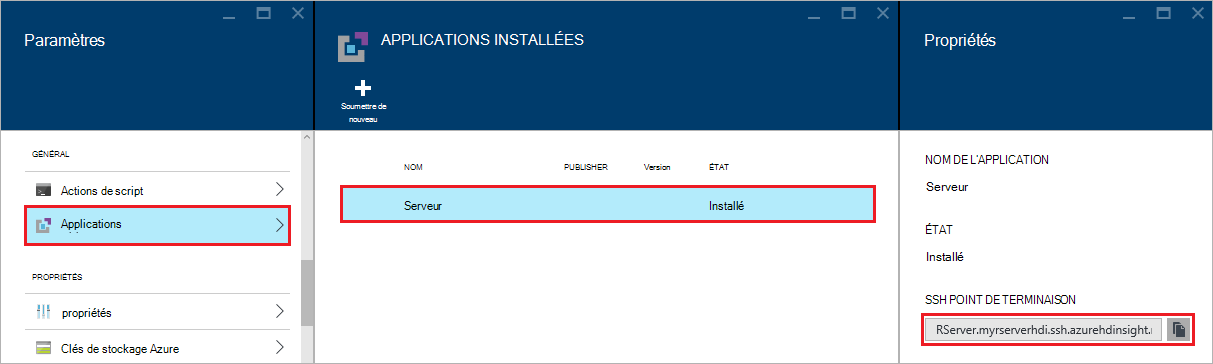 Paramètres
GÉNÉRAL
Actions de script
Applications
PROPRIÉTÉS
propriétés
Clés de stockage Azure
APPLICATIONS INSTALLÉES
Soumettre de
nouveau
NOM PUBLISHER Version ÉTAT
Serveur Installé
Propriétés
NOM DE L'APPLICATION
Serveur
ÉTAT
Installé
SSH POINT DE TERMINAISON
RServer.myrserverhdi.ssh.azurehdinsight.